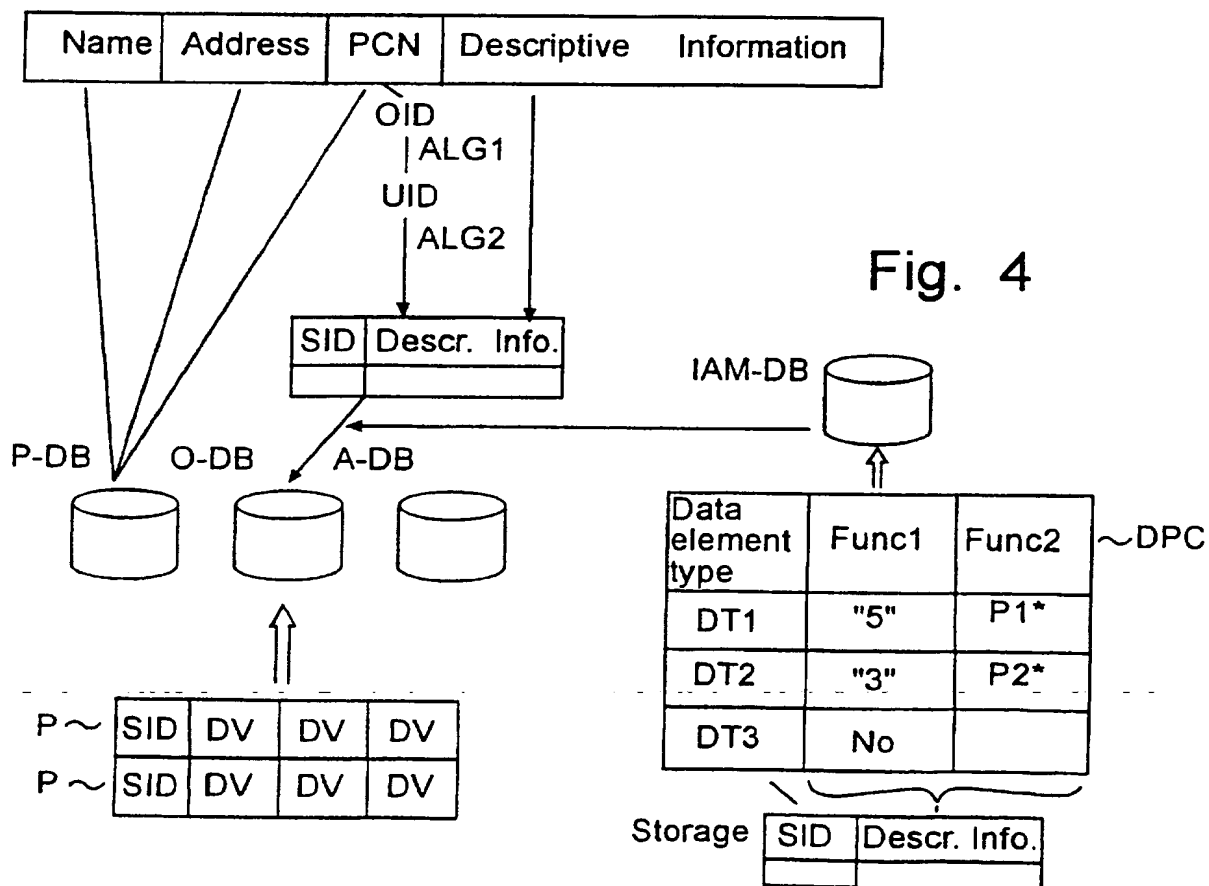 Name Address PCN Descriptive Information
OID
ALG1
UID
ALG2
Fig. 4
SID Descr. Info.
IAM-DB
P-DB O-DB A-DB
Data element type Func1 Func2 ~DPC
DT1 "5" P1*
DT2 "3" P2*
DT3 No
P~ SID DV DV DV
P~ SID DV DV DV
Storage SID Descr. Info.